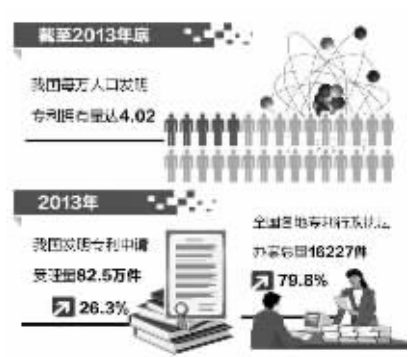 截至2013年底
我国每万人口发明
专利拥有量达4.02
2013年
我国发明专利申请
受理量82.5万件
26.3%
全国各地专利行政执法
办案总量16227件
79.8%